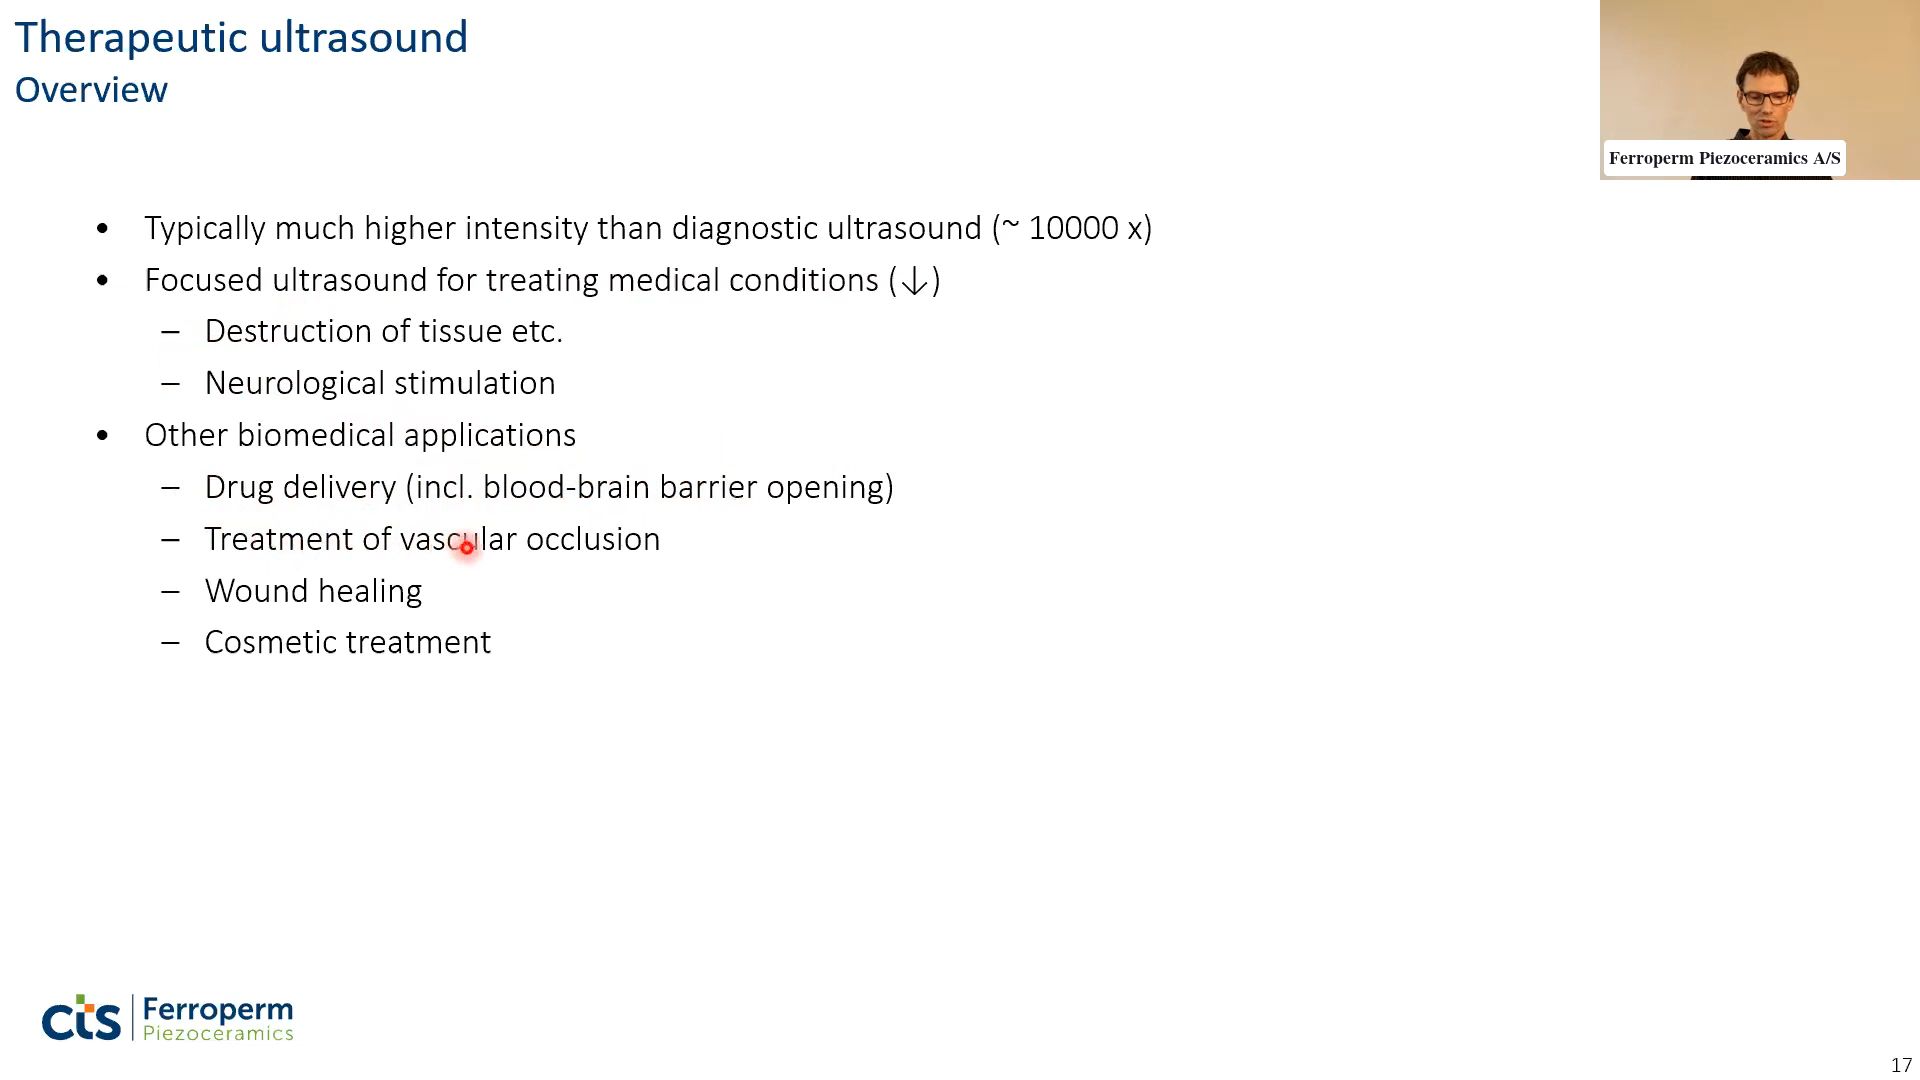 Therapeutic ultrasound
Overview
Ferroperm Piezoceramics A/S
• Typically much higher intensity than diagnostic ultrasound (~ 10000 x)
• Focused ultrasound for treating medical conditions (↓)
– Destruction of tissue etc.
– Neurological stimulation
• Other biomedical applications
– Drug delivery (incl. blood-brain barrier opening)
– Treatment of vascular occlusion
– Wound healing
– Cosmetic treatment
cts Ferroperm
Piezoceramics
17